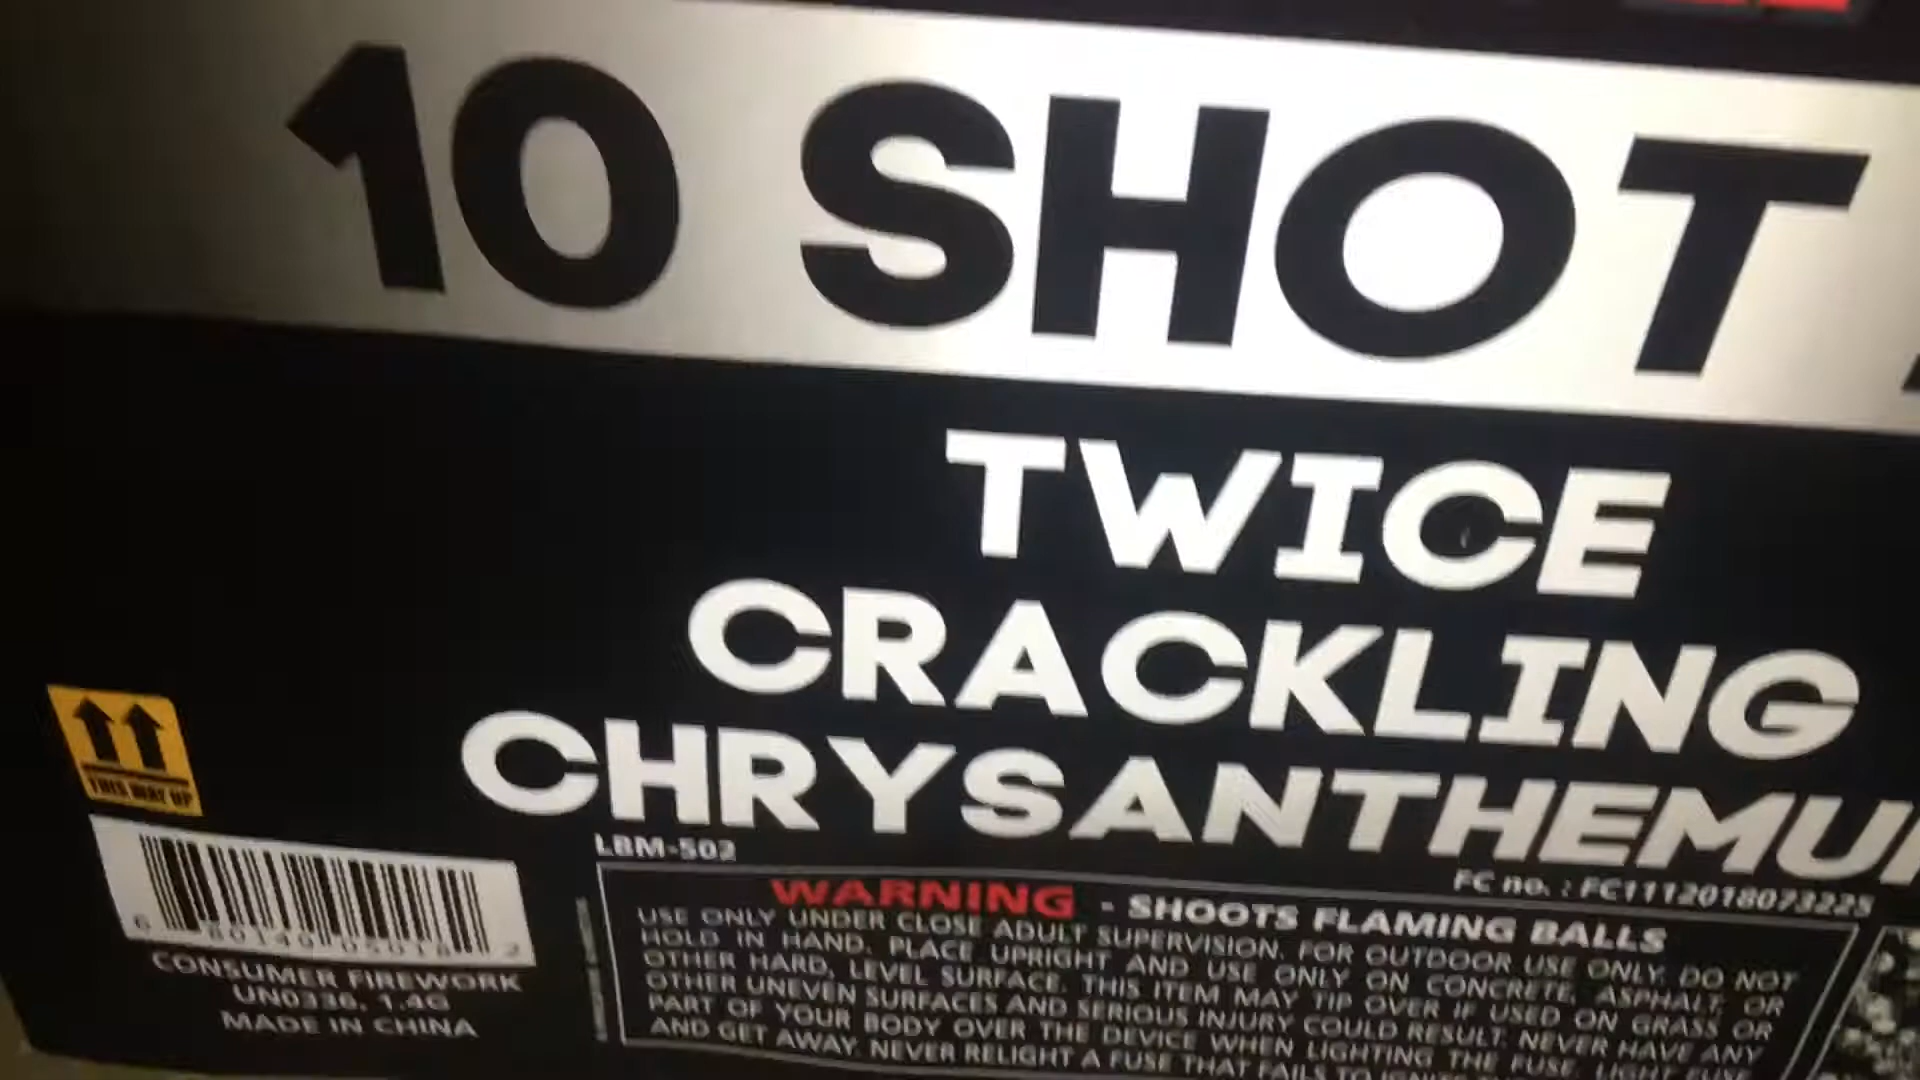 10 SHOT
TWICE
CRACKLING
CHRYSANTHEMU
THIS WAY UP
LBM-502
FC no. : FC1112018073225
WARNING - SHOOTS FLAMING BALLS
USE ONLY UNDER CLOSE ADULT SUPERVISION. FOR OUTDOOR USE ONLY. DO NOT
HOLD IN HAND. PLACE UPRIGHT AND USE ONLY ON CONCRETE, ASPHALT, OR
OTHER HARD, LEVEL SURFACE. THIS ITEM MAY TIP OVER IF USED ON GRASS OR
OTHER UNEVEN SURFACES AND SERIOUS INJURY COULD RESULT. NEVER HAVE ANY
PART OF YOUR BODY OVER THE DEVICE WHEN LIGHTING THE FUSE. LIGHT FUSE
AND GET AWAY. NEVER RELIGHT A FUSE THAT FAILS TO
CONSUMER FIREWORK
UN0336, 1.4G
MADE IN CHINA